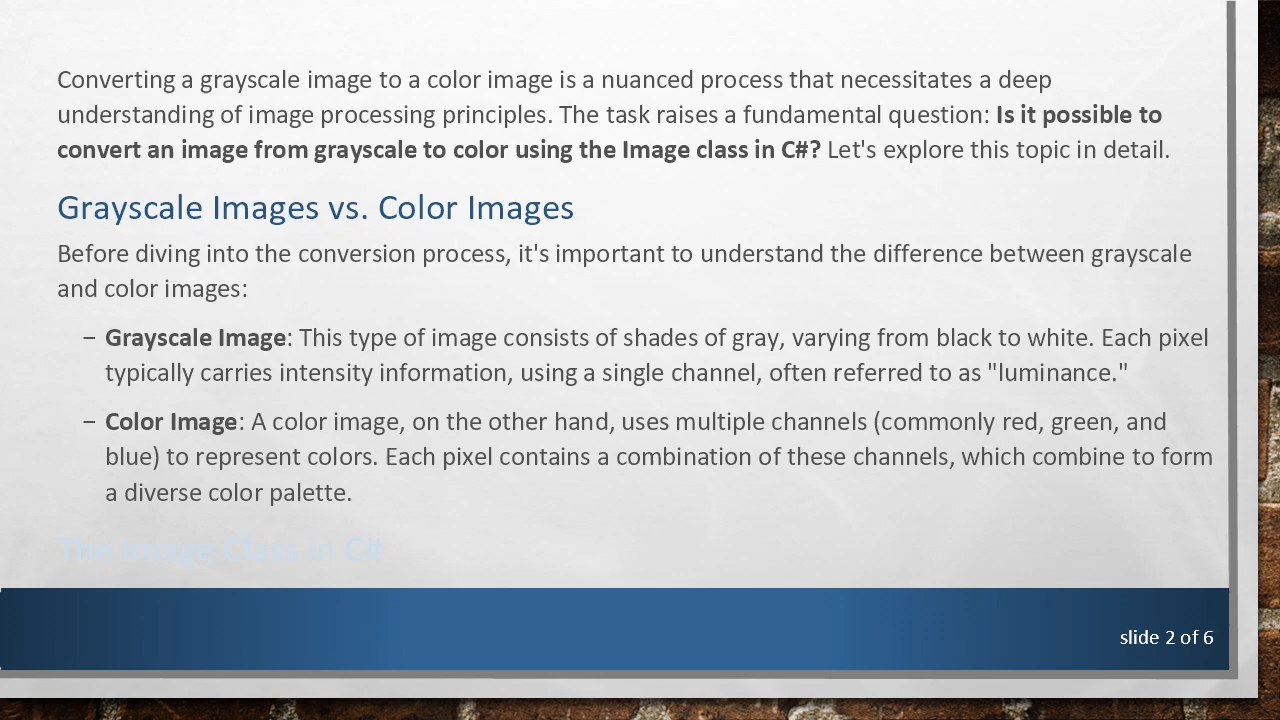 Converting a grayscale image to a color image is a nuanced process that necessitates a deep
understanding of image processing principles. The task raises a fundamental question: Is it possible to
convert an image from grayscale to color using the Image class in C#? Let's explore this topic in detail.
Grayscale Images vs. Color Images
Before diving into the conversion process, it's important to understand the difference between grayscale
and color images:
– Grayscale Image: This type of image consists of shades of gray, varying from black to white. Each pixel
typically carries intensity information, using a single channel, often referred to as "luminance."
– Color Image: A color image, on the other hand, uses multiple channels (commonly red, green, and
blue) to represent colors. Each pixel contains a combination of these channels, which combine to form
a diverse color palette.
The Image Class in C#
slide 2 of 6